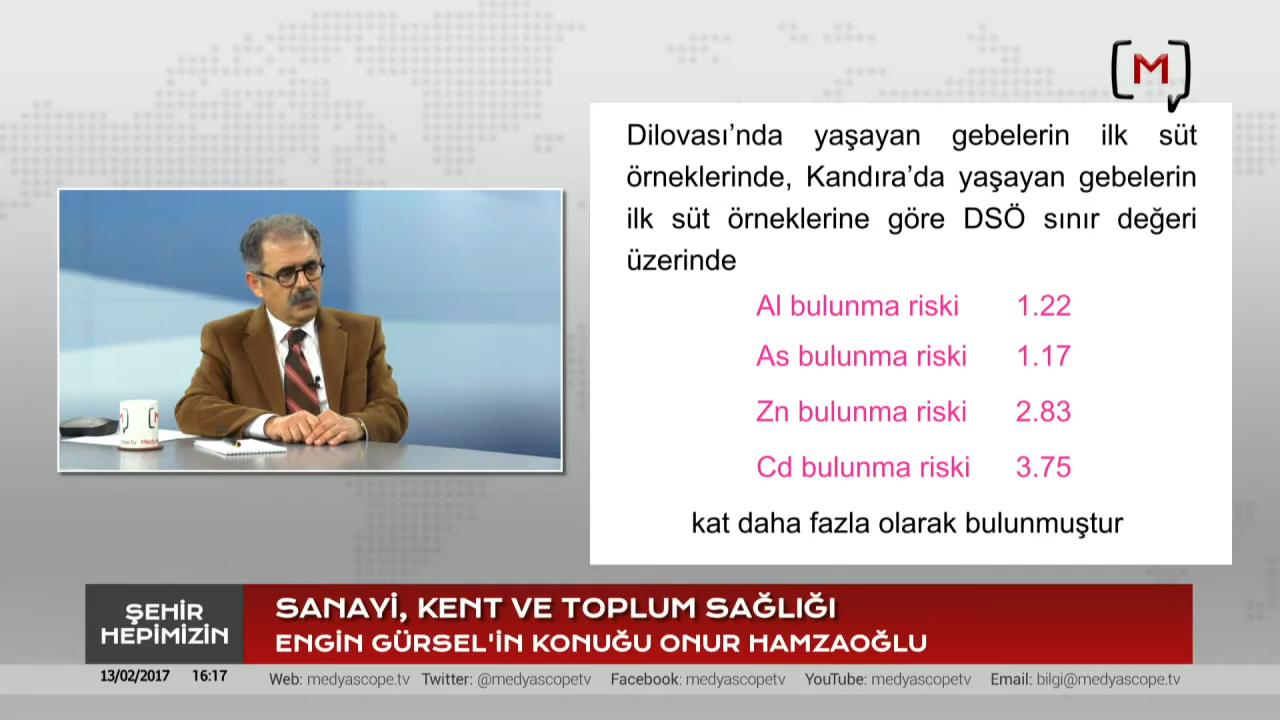 [M]
Dilovası’nda yaşayan gebelerin ilk süt
örneklerinde, Kandıra’da yaşayan gebelerin
ilk süt örneklerine göre DSÖ sınır değeri
üzerinde
Al bulunma riski 1.22
As bulunma riski 1.17
Zn bulunma riski 2.83
Cd bulunma riski 3.75
kat daha fazla olarak bulunmuştur
ŞEHİR
HEPİMİZİN
SANAYİ, KENT VE TOPLUM SAĞLIĞI
ENGİN GÜRSEL'İN KONUĞU ONUR HAMZAOĞLU
13/02/2017 16:17 Web: medyascope.tv Twitter: @medyascopetv Facebook: medyascopetv YouTube: medyascopetv Email: bilgi@medyascope.tv